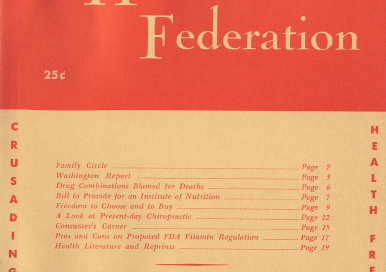 Federation
25¢
CRUSADING
HEALTH FRE
Family Circle Page 2
Washington Report Page 3
Drug Combinations Blamed for Deaths Page 6
Bill to Provide for an Institute of Nutrition Page 7
Freedom to Choose and to Buy Page 9
A Look at Present-day Chiropractic Page 12
Consumer's Corner Page 15
Pros and Cons on Proposed FDA Vitamin Regulation Page 17
Health Literature and Reprints Page 19